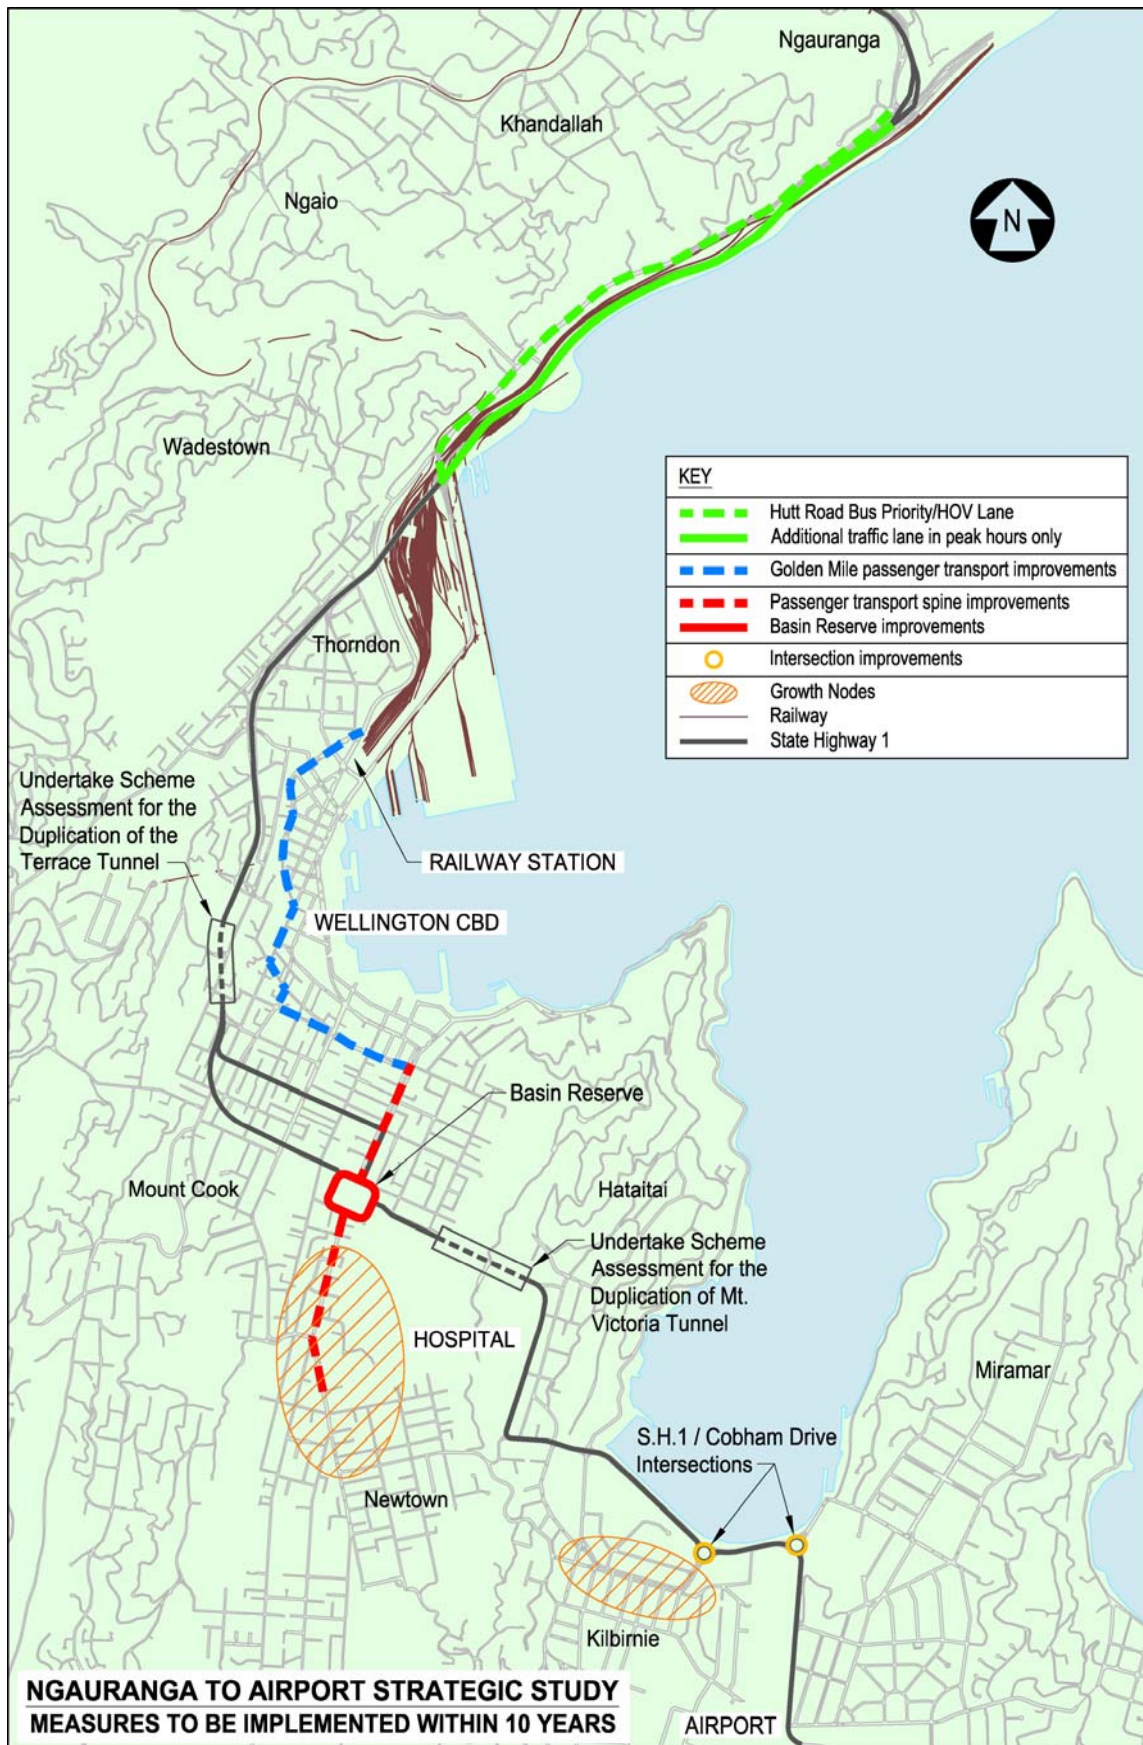 Ngauranga
Khandallah
Ngaio
N
Wadestown
KEY
Hutt Road Bus Priority/HOV Lane
Additional traffic lane in peak hours only
Golden Mile passenger transport improvements
Passenger transport spine improvements
Basin Reserve improvements
Intersection improvements
Growth Nodes
Railway
State Highway 1
Thorndon
Undertake Scheme
Assessment for the
Duplication of the
Terrace Tunnel
RAILWAY STATION
WELLINGTON CBD
Basin Reserve
Mount Cook
Hataitai
Undertake Scheme
Assessment for the
Duplication of Mt.
Victoria Tunnel
HOSPITAL
Miramar
S.H.1 / Cobham Drive
Intersections
Newtown
Kilbirnie
NGAURANGA TO AIRPORT STRATEGIC STUDY
MEASURES TO BE IMPLEMENTED WITHIN 10 YEARS
AIRPORT